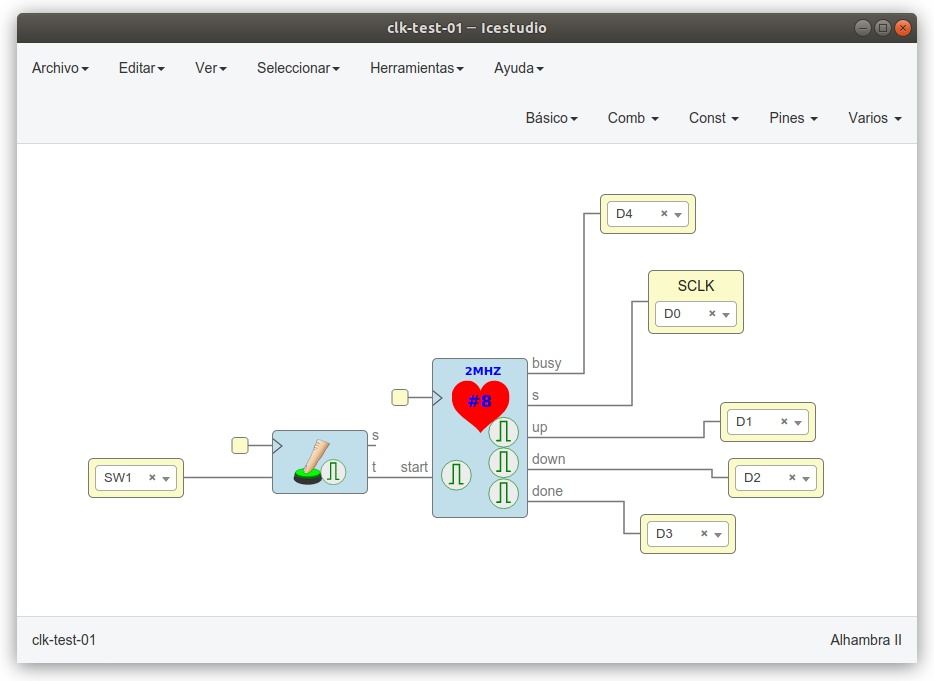 clk-test-01 — Icestudio
Archivo Editar Ver Seleccionar Herramientas Ayuda
Básico Comb Const Pines Varios
D4
SCLK
D0
busy
2MHZ
#8
s
D1
up
s
down
SW1
t
start
D2
done
D3
clk-test-01
Alhambra II